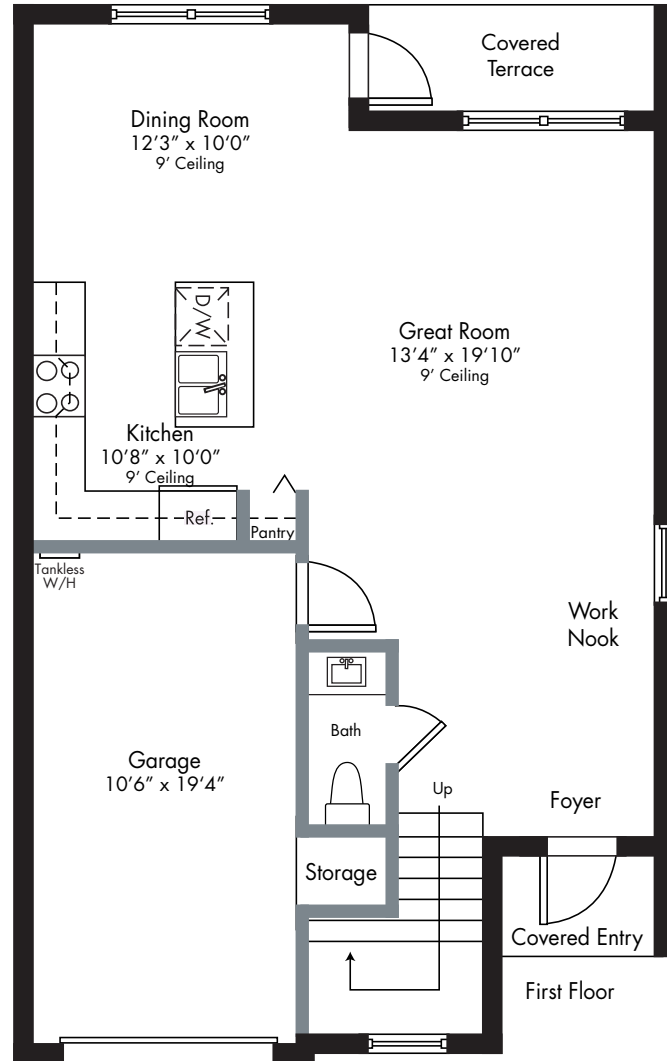 Covered
Terrace
Dining Room
12’3” x 10’0”
9’ Ceiling
D/W
Great Room
13’4” x 19’10”
9’ Ceiling
Kitchen
10’8” x 10’0”
9’ Ceiling
Ref.
Pantry
Tankless
W/H
Work
Nook
Bath
Garage
10’6” x 19’4”
Up
Foyer
Storage
Covered Entry
First Floor